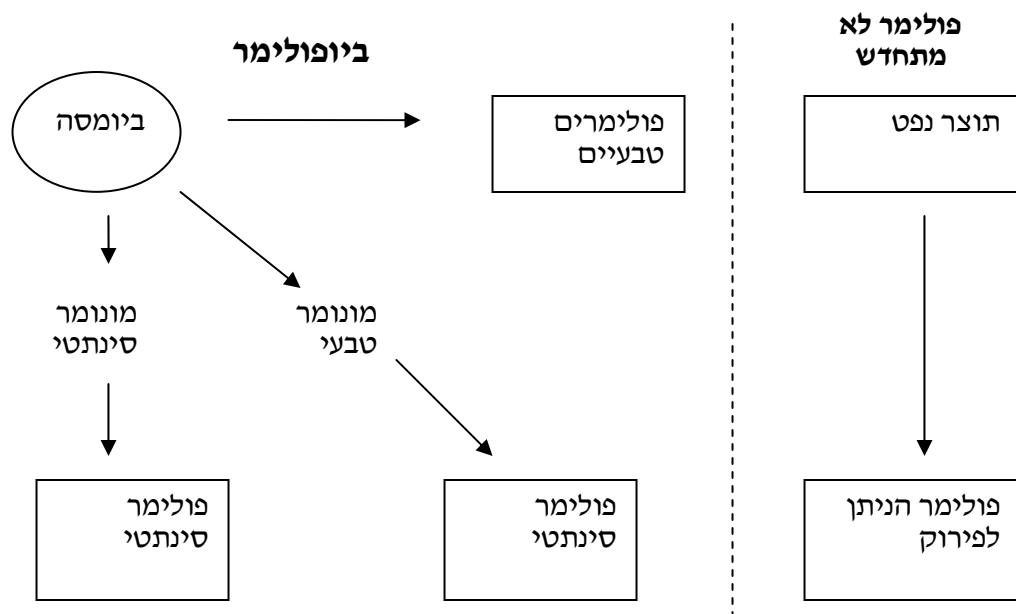 פולימר לא
מתחדש
ביופולימר
תוצר נפט
פולימרים
טבעיים
ביומסה
מונומר
טבעי
מונומר
סינתטי
פולימר הניתן
לפירוק
פולימר
סינתטי
פולימר
סינתטי